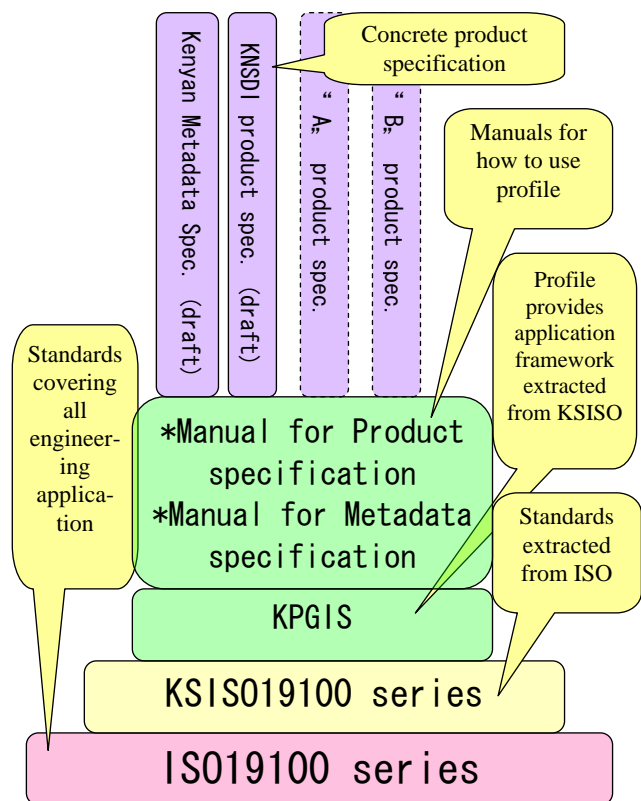 Kenyan Metadata Spec. (draft)
KNSDI product spec. (draft)
“A” product spec.
“B” product spec.
Concrete product
specification
Manuals for
how to use
profile
Profile
provides
application
framework
extracted
from KSISO
Standards
covering
all
engineer-
ing
applica-
tion
*Manual for Product
specification
*Manual for Metadata
specification
Standards
extracted
from ISO
KPGIS
KSISO19100 series
ISO19100 series